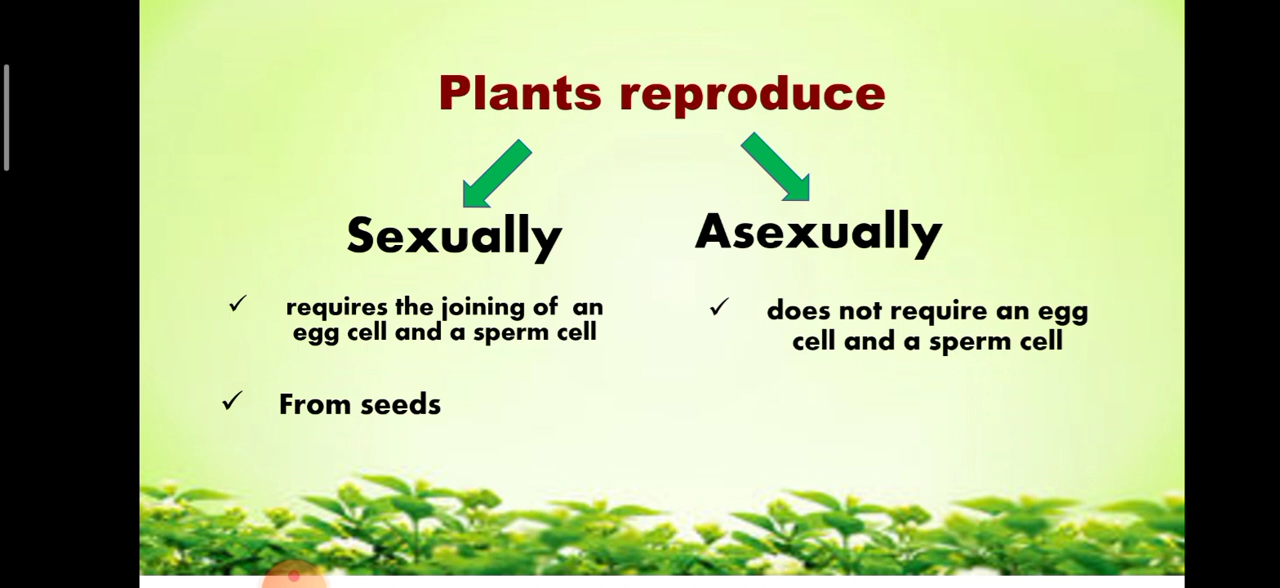 Plants reproduce
Sexually
✓ requires the joining of an
egg cell and a sperm cell
✓ From seeds
Asexually
✓ does not require an egg
cell and a sperm cell